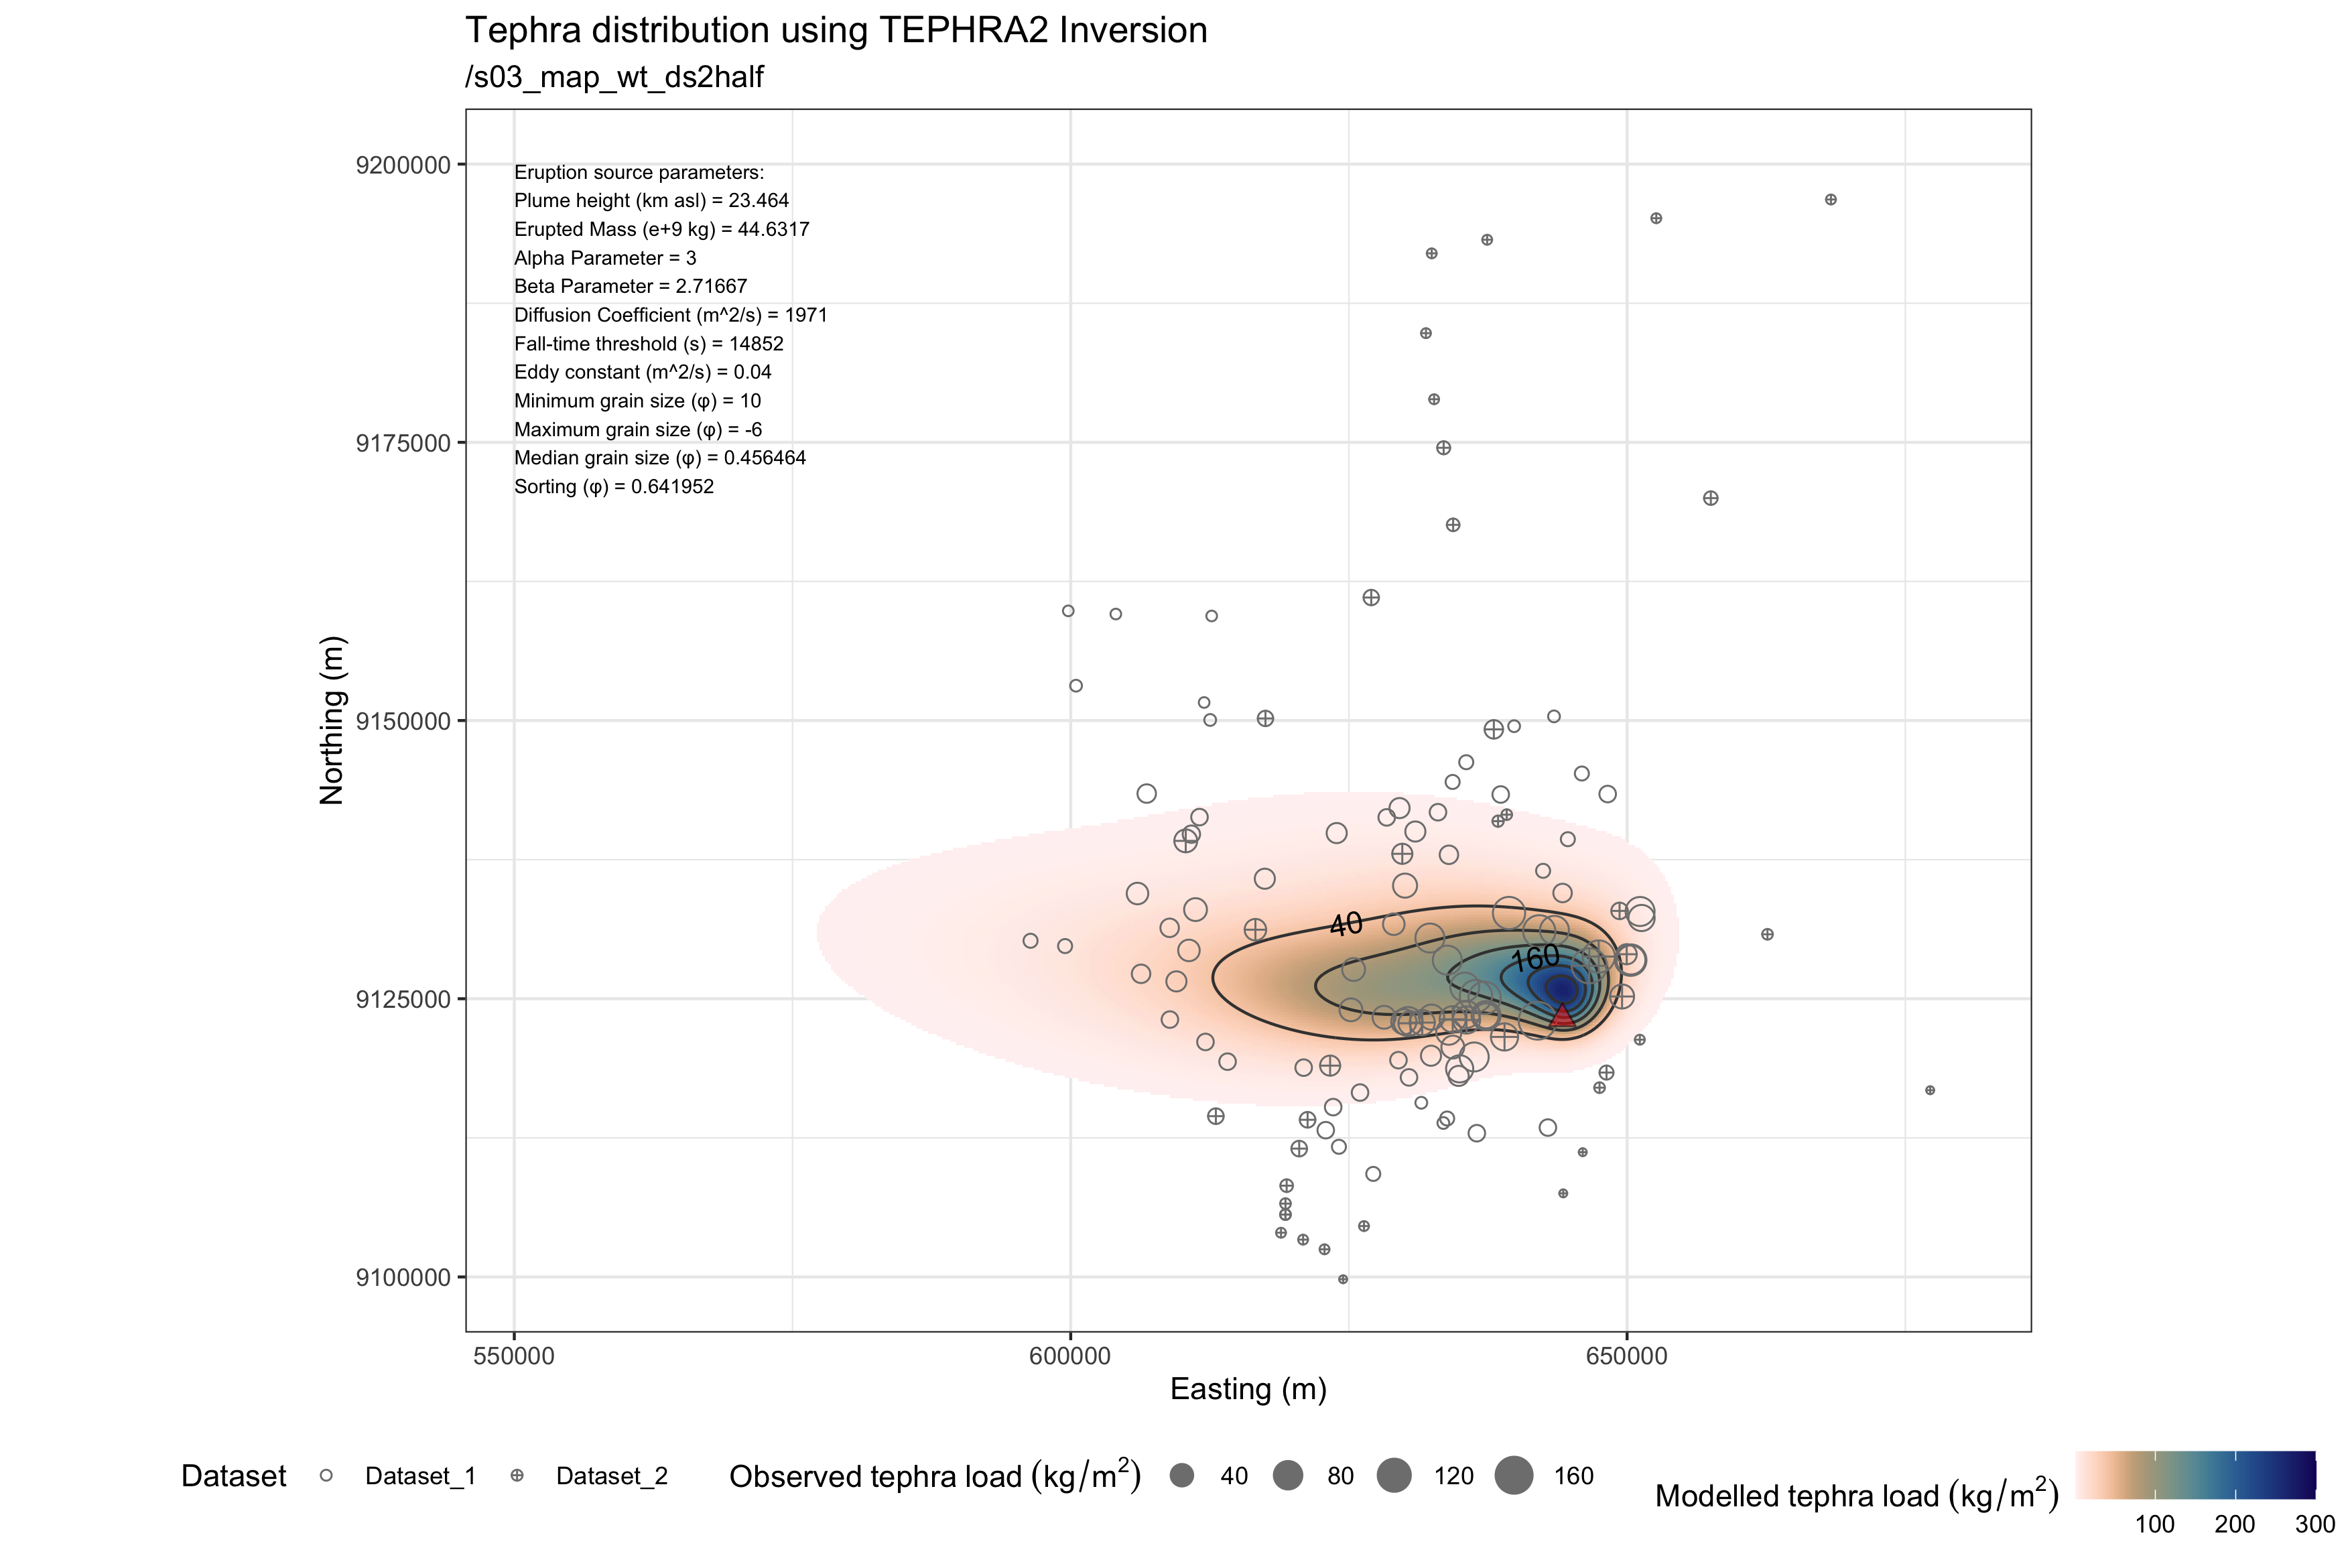 Tephra distribution using TEPHRA2 Inversion
/s03_map_wt_ds2half
Eruption source parameters:
Plume height (km asl) = 23.464
Erupted Mass (e+9 kg) = 44.6317
Alpha Parameter = 3
Beta Parameter = 2.71667
Diffusion Coefficient (m^2/s) = 1971
Fall-time threshold (s) = 14852
Eddy constant (m^2/s) = 0.04
Minimum grain size (φ) = 10
Maximum grain size (φ) = -6
Median grain size (φ) = 0.456464
Sorting (φ) = 0.641952
9200000
9175000
9150000
9125000
9100000
Northing (m)
40
160
550000 600000 650000
Easting (m)
Dataset Dataset_1 Dataset_2 Observed tephra load (kg/m²) 40 80 120 160
Modelled tephra load (kg/m²)
100 200 300